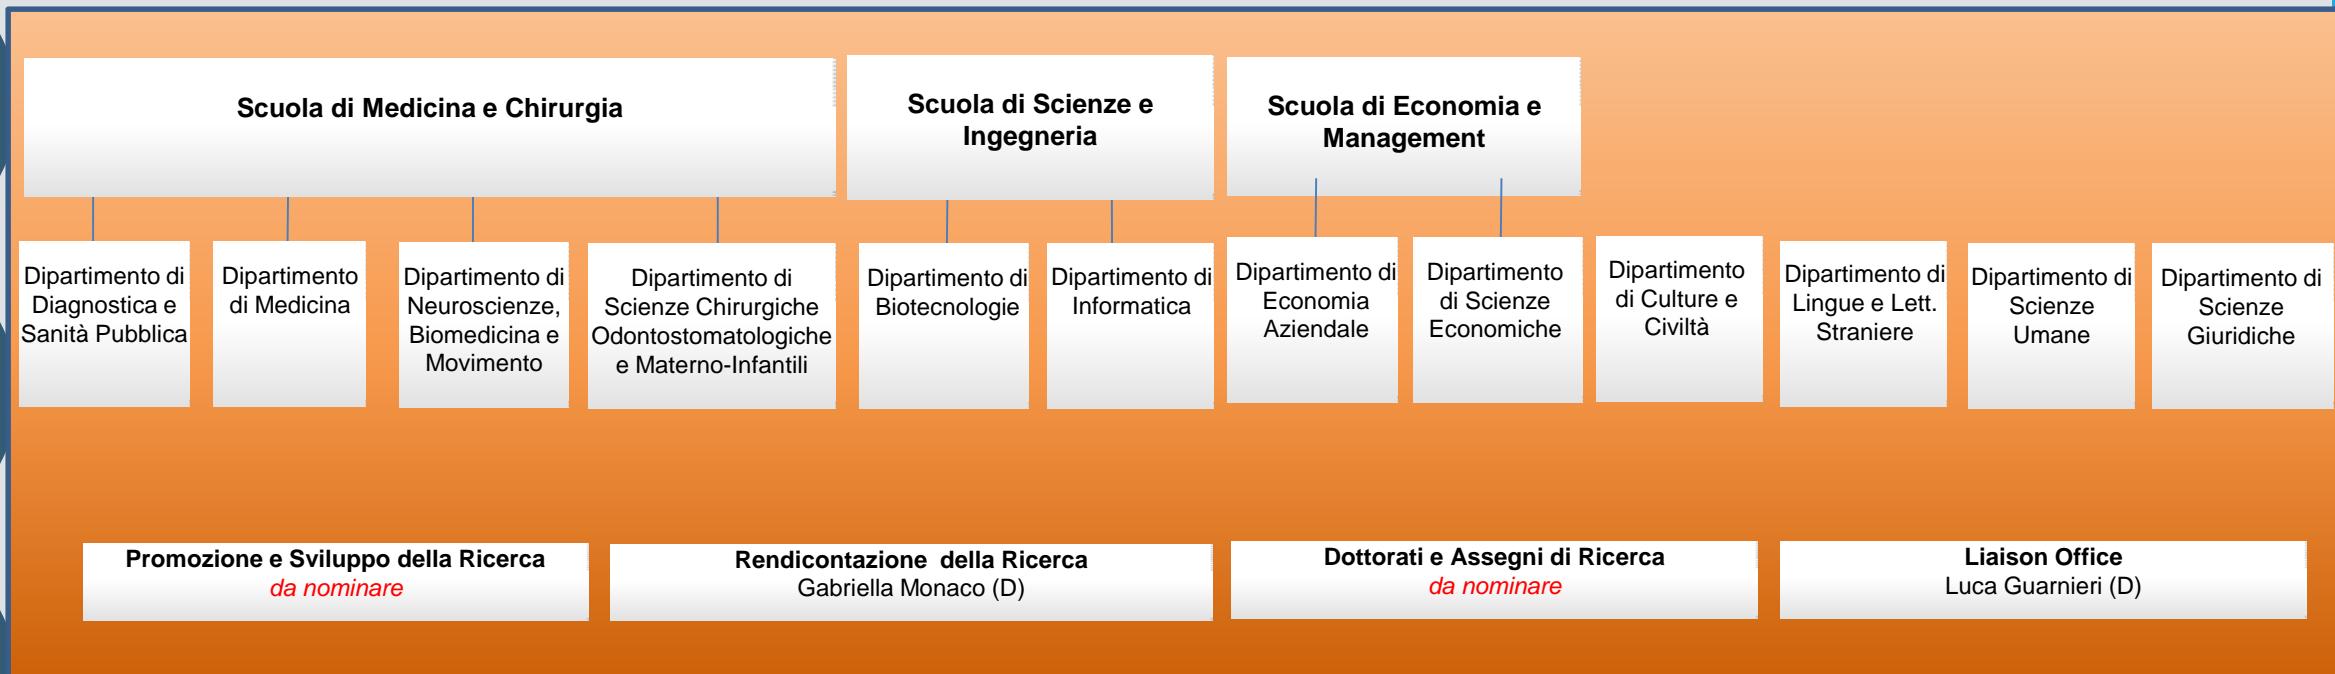 Scuola di Medicina e Chirurgia
Scuola di Scienze e
Ingegneria
Scuola di Economia e
Management
Dipartimento di
Diagnostica e
Sanità Pubblica
Dipartimento
di Medicina
Dipartimento di
Neuroscienze,
Biomedicina e
Movimento
Dipartimento di
Scienze Chirurgiche
Odontostomatologiche
e Materno-Infantili
Dipartimento di
Biotecnologie
Dipartimento di
Informatica
Dipartimento di
Economia
Aziendale
Dipartimento
di Scienze
Economiche
Dipartimento
di Culture e
Civiltà
Dipartimento di
Lingue e Lett.
Straniere
Dipartimento di
Scienze
Umane
Dipartimento di
Scienze
Giuridiche
Promozione e Sviluppo della Ricerca
da nominare
Rendicontazione della Ricerca
Gabriella Monaco (D)
Dottorati e Assegni di Ricerca
da nominare
Liaison Office
Luca Guarnieri (D)